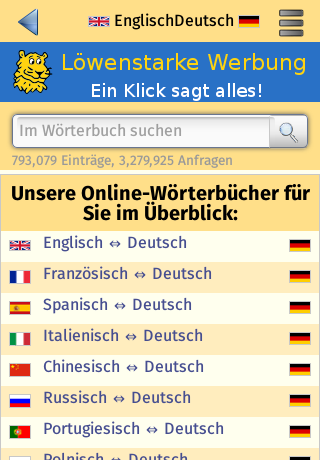 EnglischDeutsch
Löwenstarke Werbung
Ein Klick sagt alles!
Im Wörterbuch suchen
793,079 Einträge, 3,279,925 Anfragen
Unsere Online-Wörterbücher für
Sie im Überblick:
Englisch ⇔ Deutsch
Französisch ⇔ Deutsch
Spanisch ⇔ Deutsch
Italienisch ⇔ Deutsch
Chinesisch ⇔ Deutsch
Russisch ⇔ Deutsch
Portugiesisch ⇔ Deutsch
Polnisch ⇔ Deutsch